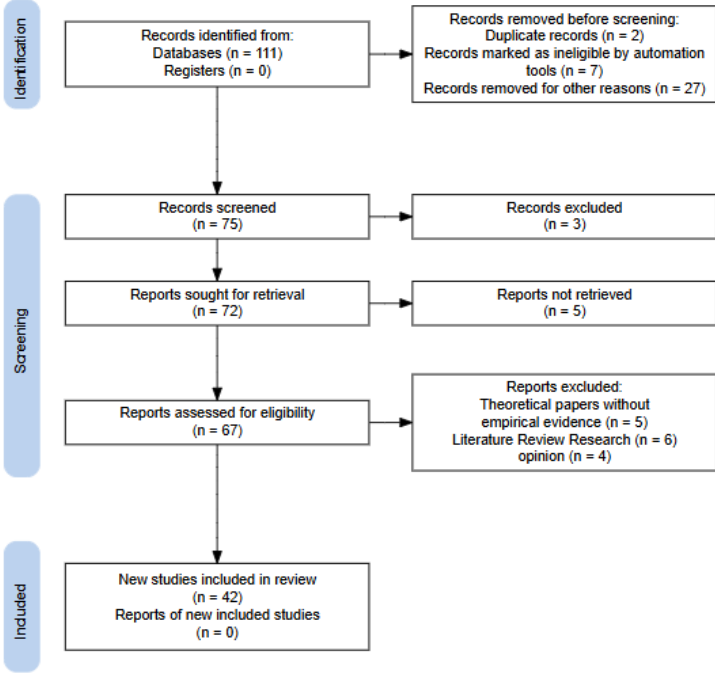 Identification
Records identified from:
Databases (n = 111)
Registers (n = 0)
Records removed before screening:
Duplicate records (n = 2)
Records marked as ineligible by automation
tools (n = 7)
Records removed for other reasons (n = 27)
Screening
Records screened
(n = 75)
Records excluded
(n = 3)
Reports sought for retrieval
(n = 72)
Reports not retrieved
(n = 5)
Reports assessed for eligibility
(n = 67)
Reports excluded:
Theoretical papers without
empirical evidence (n = 5)
Literature Review Research (n = 6)
opinion (n = 4)
Included
New studies included in review
(n = 42)
Reports of new included studies
(n = 0)